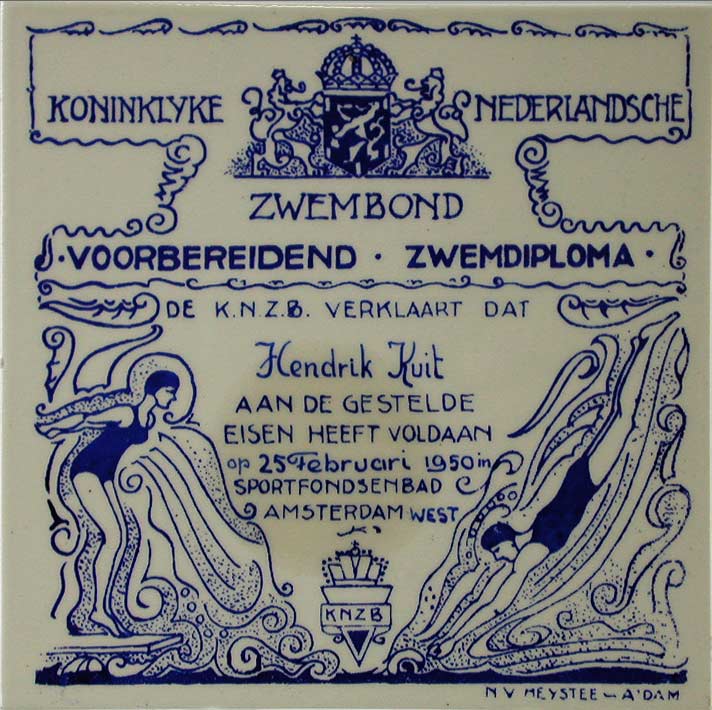 KONINKLYKE NEDERLANDSCHE
ZWEMBOND
·VOORBEREIDEND · ZWEMDIPLOMA·
DE K.N.Z.B. VERKLAART DAT
Hendrik Kuit
AAN DE GESTELDE
EISEN HEEFT VOLDAAN
op 25 Februari 1950 in
SPORTFONDSENBAD
AMSTERDAM WEST
KNZB
N V HEYSTEE – A'DAM